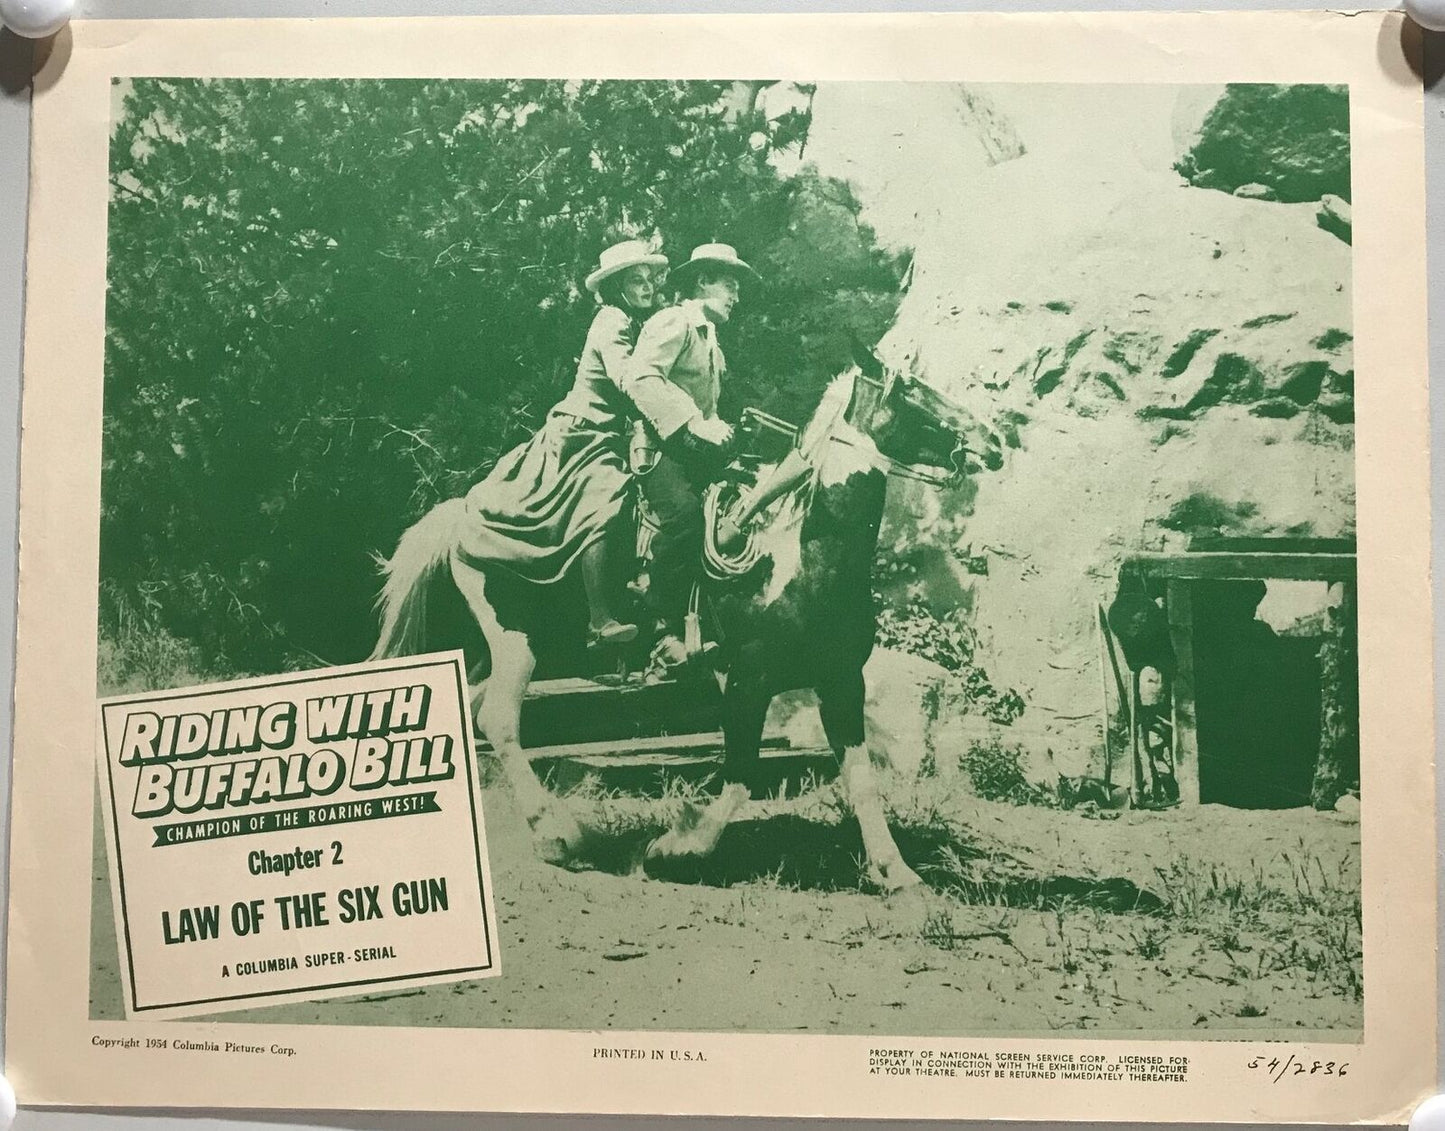 RIDING WITH
BUFFALO BILL
CHAMPION OF THE ROARING WEST!
Chapter 2
LAW OF THE SIX GUN
A COLUMBIA SUPER-SERIAL
Copyright 1954 Columbia Pictures Corp.
PRINTED IN U.S.A.
PROPERTY OF NATIONAL SCREEN SERVICE CORP. LICENSED FOR
DISPLAY IN CONNECTION WITH THE EXHIBITION OF THIS PICTURE
AT YOUR THEATRE. MUST BE RETURNED IMMEDIATELY THEREAFTER.
54/2836